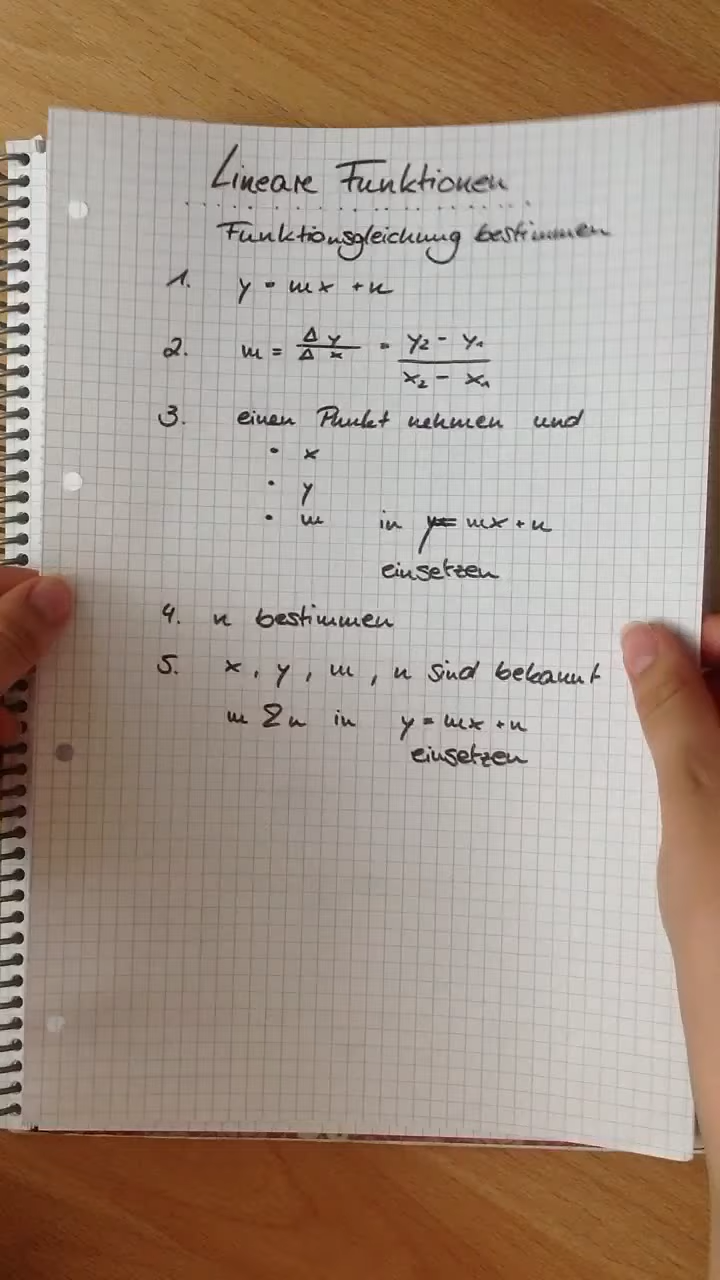 Lineare Funktionen
Funktionsgleichung bestimmen
1. y = mx + n
2. m = Δy / Δx = y₂ - y₁ / x₂ - x₁
3. einen Punkt nehmen und
• x
• y
• m in y = mx + n
einsetzen
4. n bestimmen
5. x, y, m, n sind bekannt
m & n in y = mx + n
einsetzen